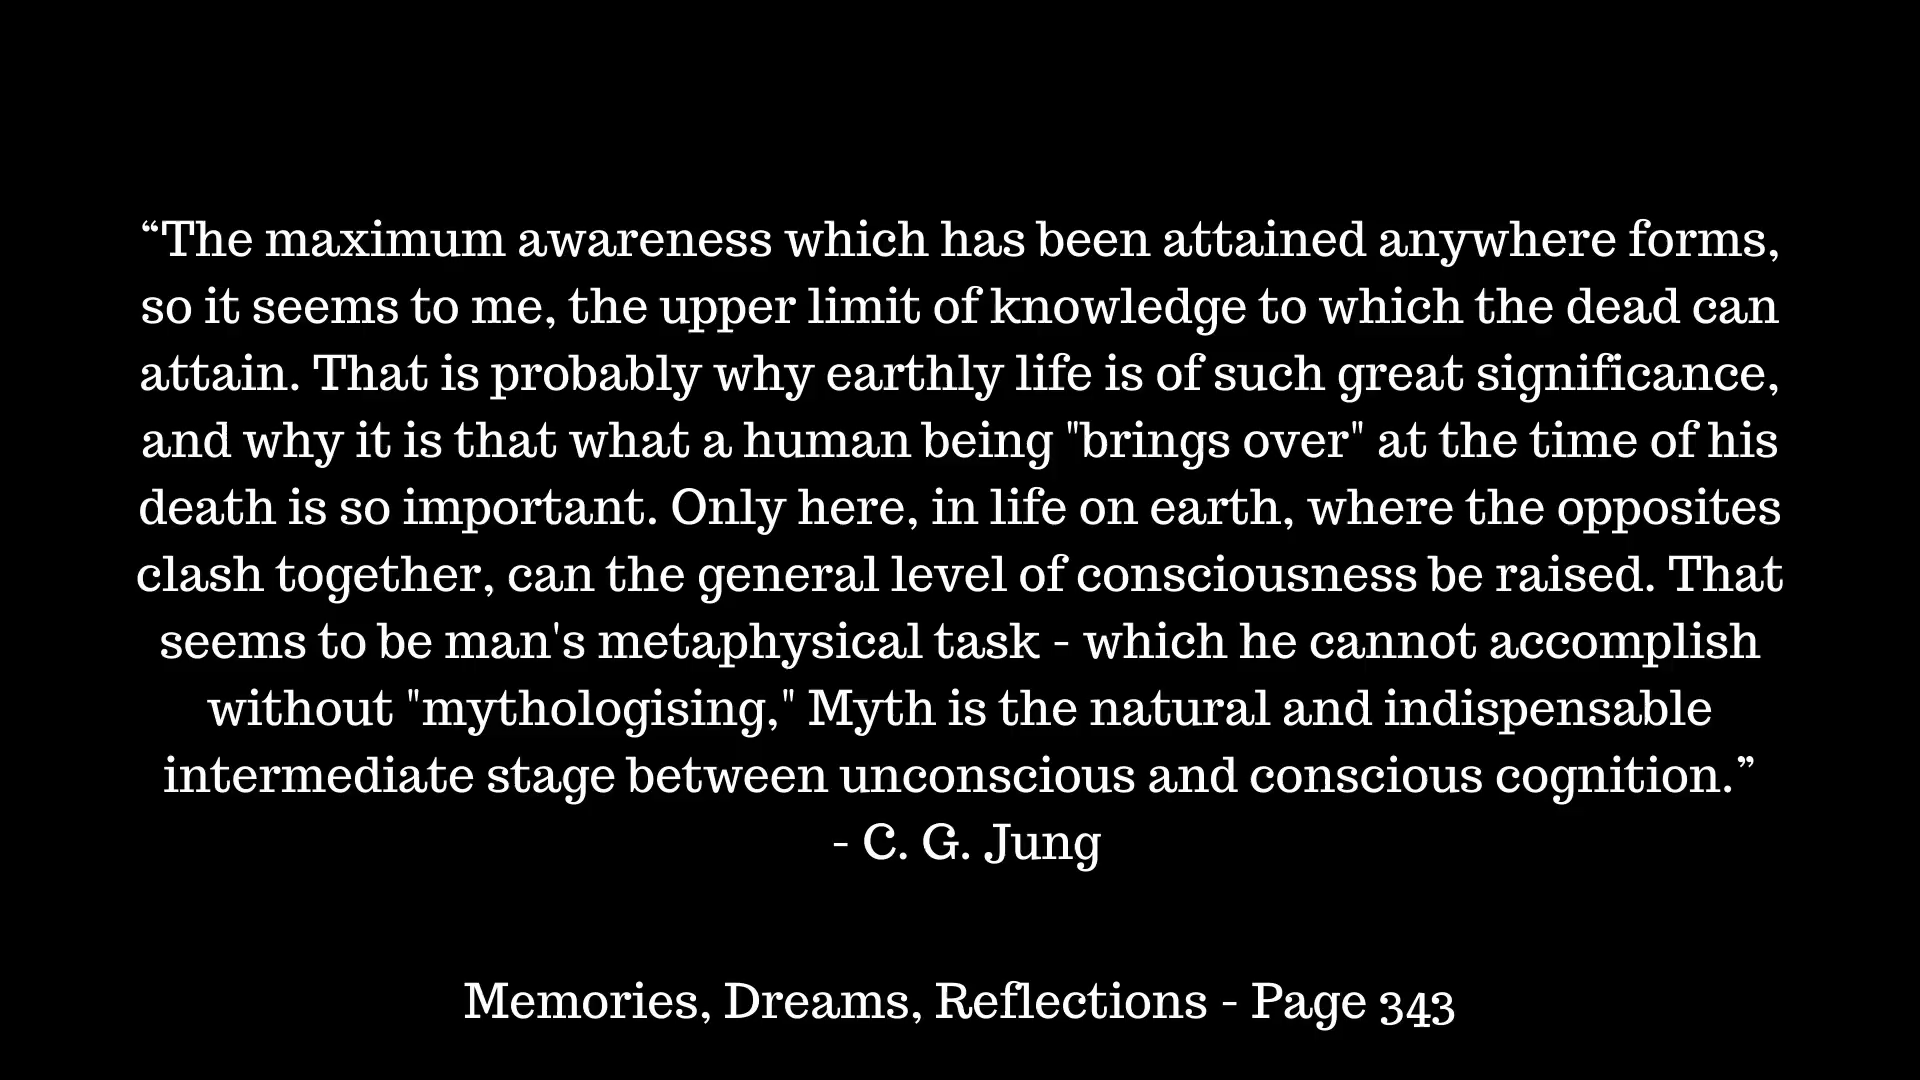 “The maximum awareness which has been attained anywhere forms,
so it seems to me, the upper limit of knowledge to which the dead can
attain. That is probably why earthly life is of such great significance,
and why it is that what a human being "brings over" at the time of his
death is so important. Only here, in life on earth, where the opposites
clash together, can the general level of consciousness be raised. That
seems to be man's metaphysical task - which he cannot accomplish
without "mythologising," Myth is the natural and indispensable
intermediate stage between unconscious and conscious cognition.”
- C. G. Jung
Memories, Dreams, Reflections - Page 343